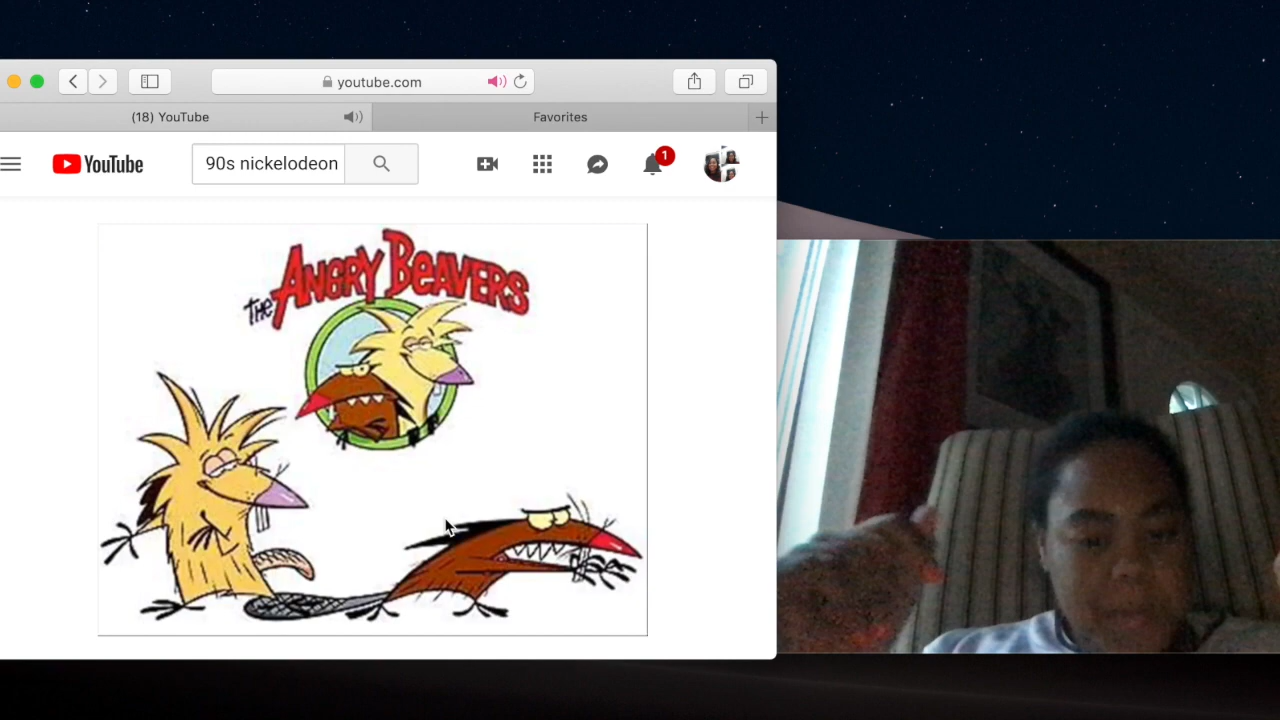 youtube.com
(18) YouTube
Favorites
YouTube
90s nickelodeon
1
THE ANGRY BEAVERS